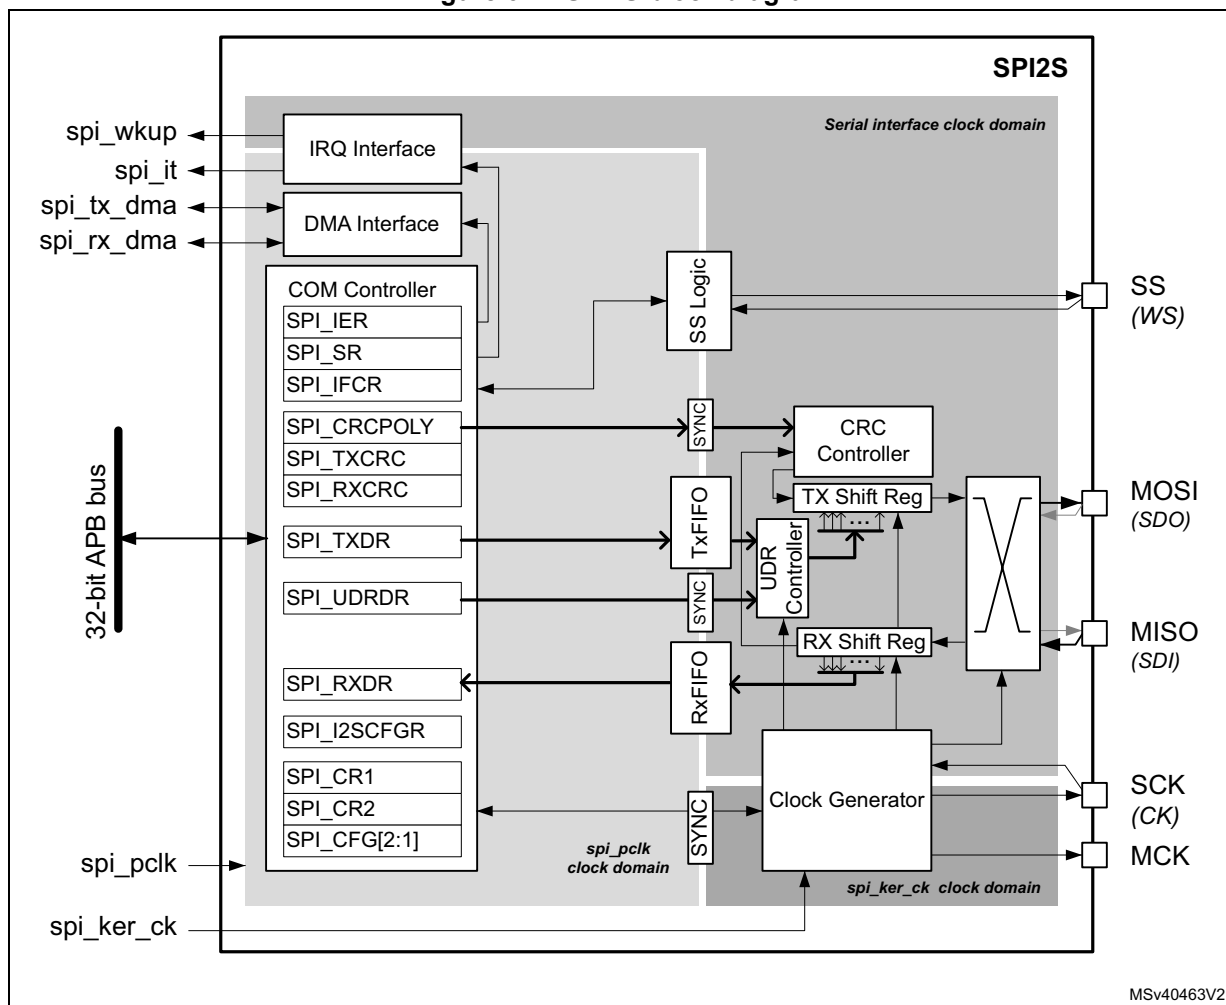 SPI2S
Serial interface clock domain
spi_wkup
spi_it
spi_tx_dma
spi_rx_dma
IRQ Interface
DMA Interface
COM Controller
SPI_IER
SPI_SR
SPI_IFCR
SPI_CRCPOLY
SPI_TXCRC
SPI_RXCRC
SPI_TXDR
SPI_UDRDR
SPI_RXDR
SPI_I2SCFGR
SPI_CR1
SPI_CR2
SPI_CFG[2:1]
32-bit APB bus
spi_pclk
spi_ker_ck
SS Logic
SYNC
TxFIFO
SYNC
RxFIFO
SYNC
CRC
Controller
TX Shift Reg
...
UDR
Controller
RX Shift Reg
...
Clock Generator
spi_pclk
clock domain
spi_ker_ck clock domain
SS
(WS)
MOSI
(SDO)
MISO
(SDI)
SCK
(CK)
MCK
MSv40463V2